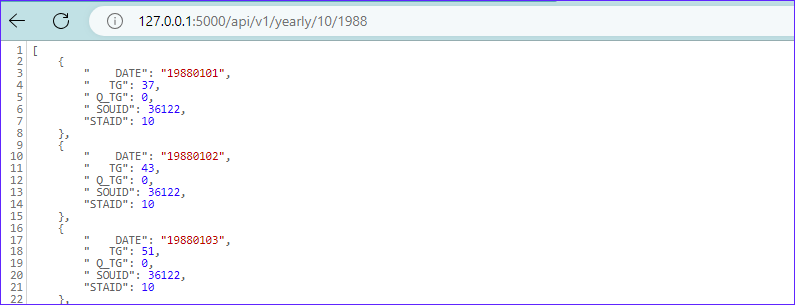 127.0.0.1:5000/api/v1/yearly/10/1988
1 [
2     {
3         "    DATE": "19880101",
4         "   TG": 37,
5         " Q_TG": 0,
6         " SOUID": 36122,
7         "STAID": 10
8     },
9     {
10         "    DATE": "19880102",
11         "   TG": 43,
12         " Q_TG": 0,
13         " SOUID": 36122,
14         "STAID": 10
15     },
16     {
17         "    DATE": "19880103",
18         "   TG": 51,
19         " Q_TG": 0,
20         " SOUID": 36122,
21         "STAID": 10
22     },